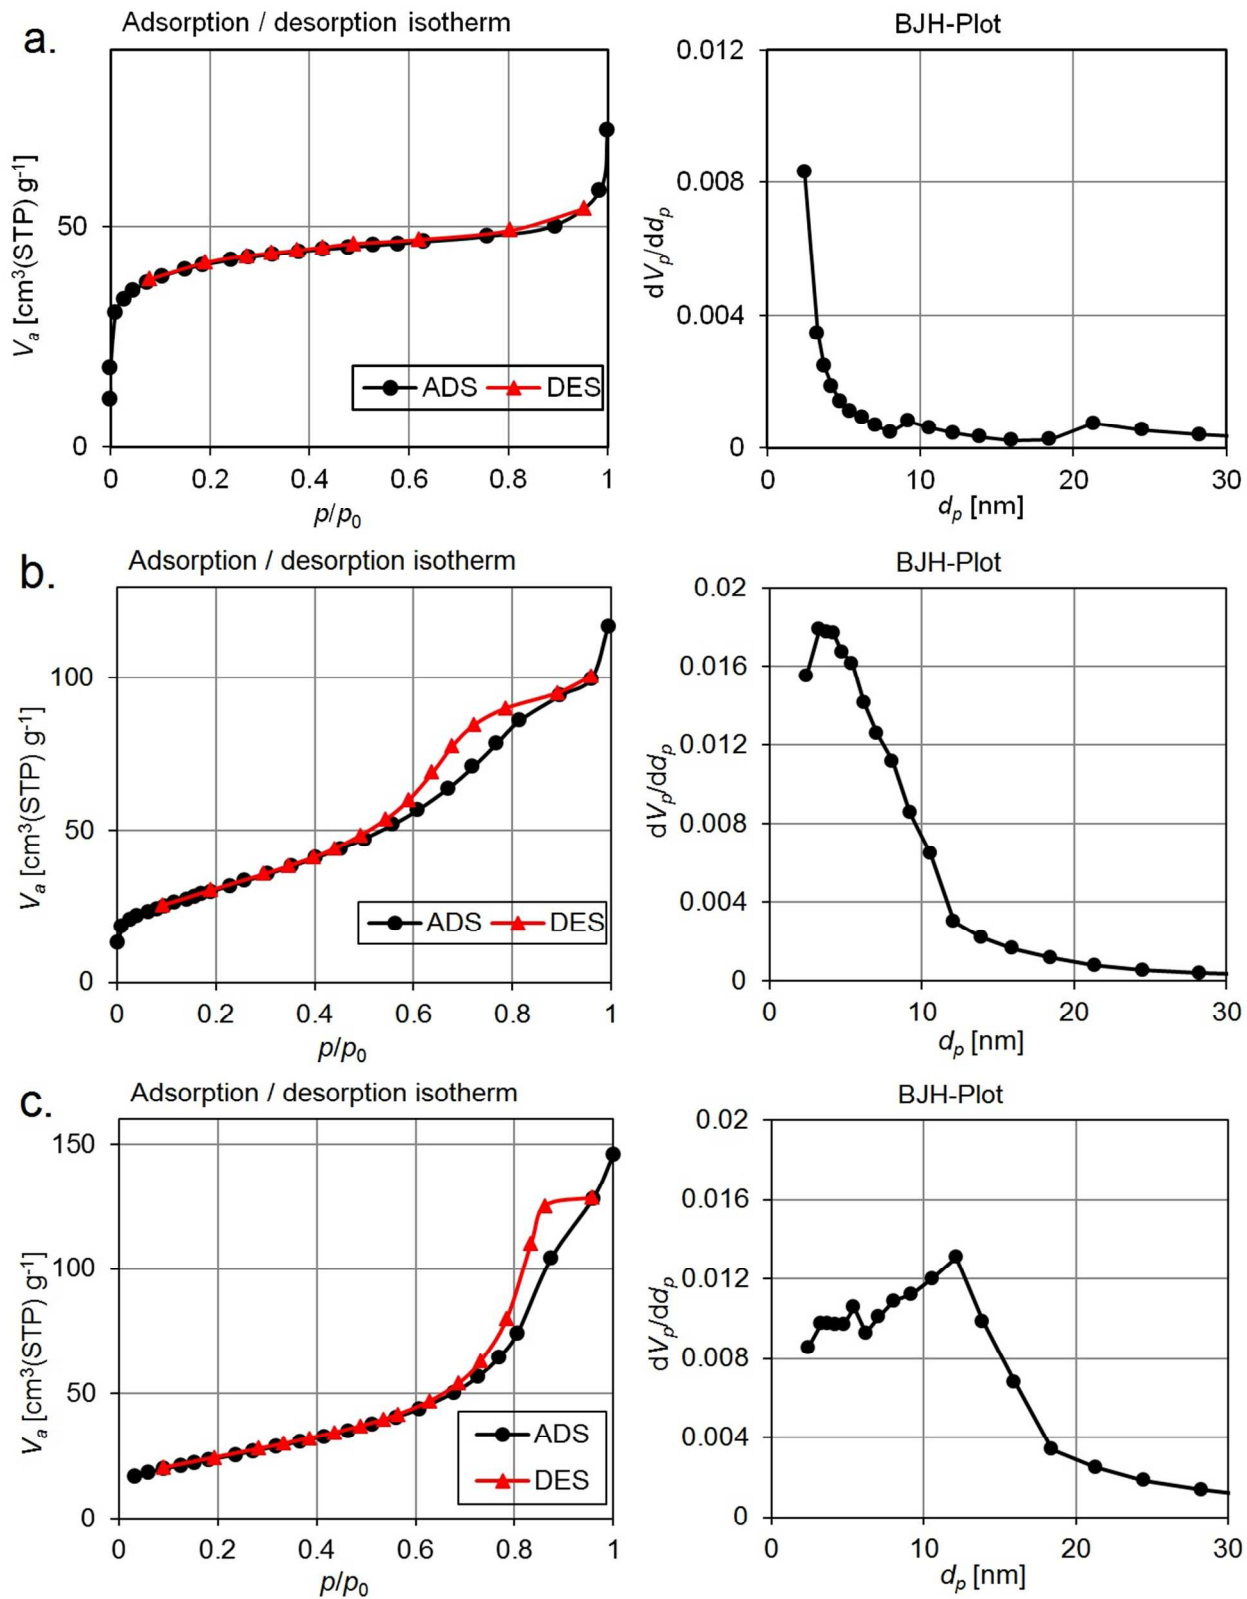 a.
Adsorption / desorption isotherm
Vₐ [cm³(STP) g⁻¹]
50
0
ADS
DES
0 0.2 0.4 0.6 0.8 1
p/p₀
BJH-Plot
dVₚ/ddₚ
0.012
0.008
0.004
0
0 10 20 30
dₚ [nm]
b.
Adsorption / desorption isotherm
Vₐ [cm³(STP) g⁻¹]
100
50
0
ADS
DES
0 0.2 0.4 0.6 0.8 1
p/p₀
BJH-Plot
dVₚ/ddₚ
0.02
0.016
0.012
0.008
0.004
0
0 10 20 30
dₚ [nm]
c.
Adsorption / desorption isotherm
Vₐ [cm³(STP) g⁻¹]
150
100
50
0
ADS
DES
0 0.2 0.4 0.6 0.8 1
p/p₀
BJH-Plot
dVₚ/ddₚ
0.02
0.016
0.012
0.008
0.004
0
0 10 20 30
dₚ [nm]